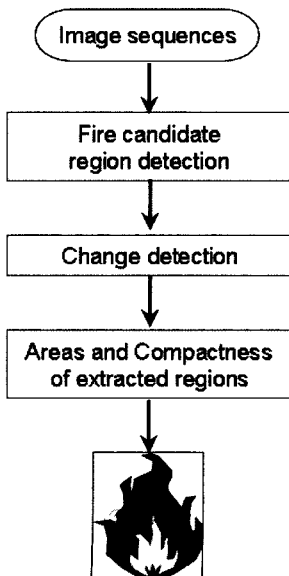 Image sequences
Fire candidate
region detection
Change detection
Areas and Compactness
of extracted regions